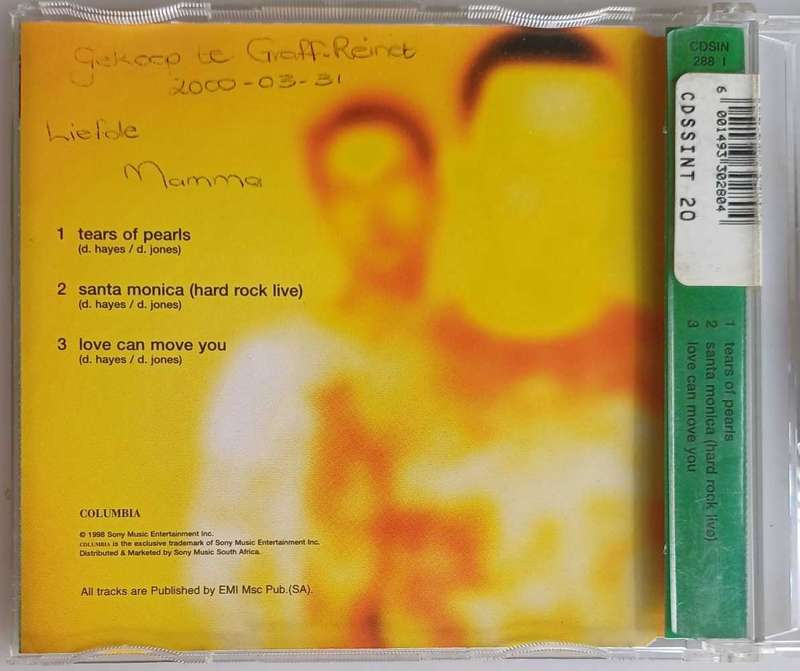 Gekoop te Graff-Reinet
2000-03-31
Liefde
Mamma
1 tears of pearls
(d. hayes / d. jones)
2 santa monica (hard rock live)
(d. hayes / d. jones)
3 love can move you
(d. hayes / d. jones)
COLUMBIA
© 1998 Sony Music Entertainment Inc.
COLUMBIA is the exclusive trademark of Sony Music Entertainment Inc.
Distributed & Marketed by Sony Music South Africa.
All tracks are Published by EMI Msc Pub.(SA).
CDSIN
288 I
6 001493 302804
CDSSINT 20
1 tears of pearls
2 santa monica (hard rock live)
3 love can move you